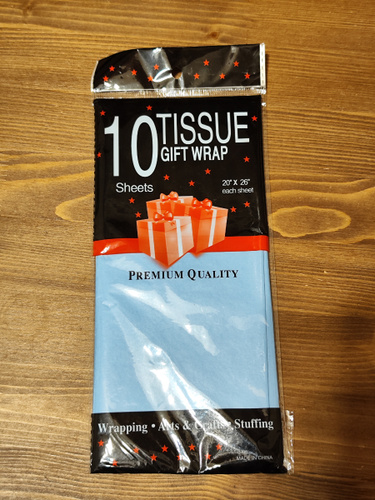 10 TISSUE
GIFT WRAP
Sheets
20" X 26"
each sheet
PREMIUM QUALITY
Wrapping • Arts & Crafts • Stuffing
MADE IN CHINA